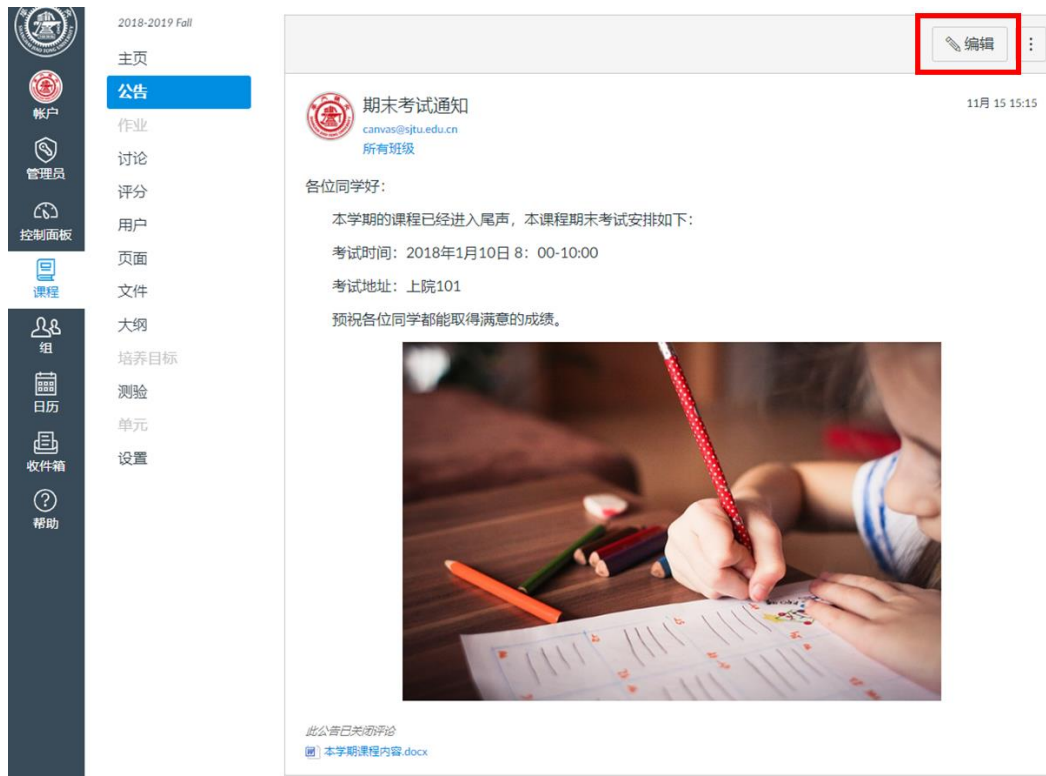 2018-2019 Fall
主页
公告
作业
讨论
评分
用户
页面
文件
大纲
培养目标
测验
单元
设置
帐户
管理员
控制面板
课程
组
日历
收件箱
帮助
编辑
期末考试通知
11月 15 15:15
canvas@sjtu.edu.cn
所有班级
各位同学好：
本学期的课程已经进入尾声，本课程期末考试安排如下：
考试时间：2018年1月10日 8：00-10:00
考试地址：上院101
预祝各位同学都能取得满意的成绩。
此公告已关闭评论
本学期课程内容.docx